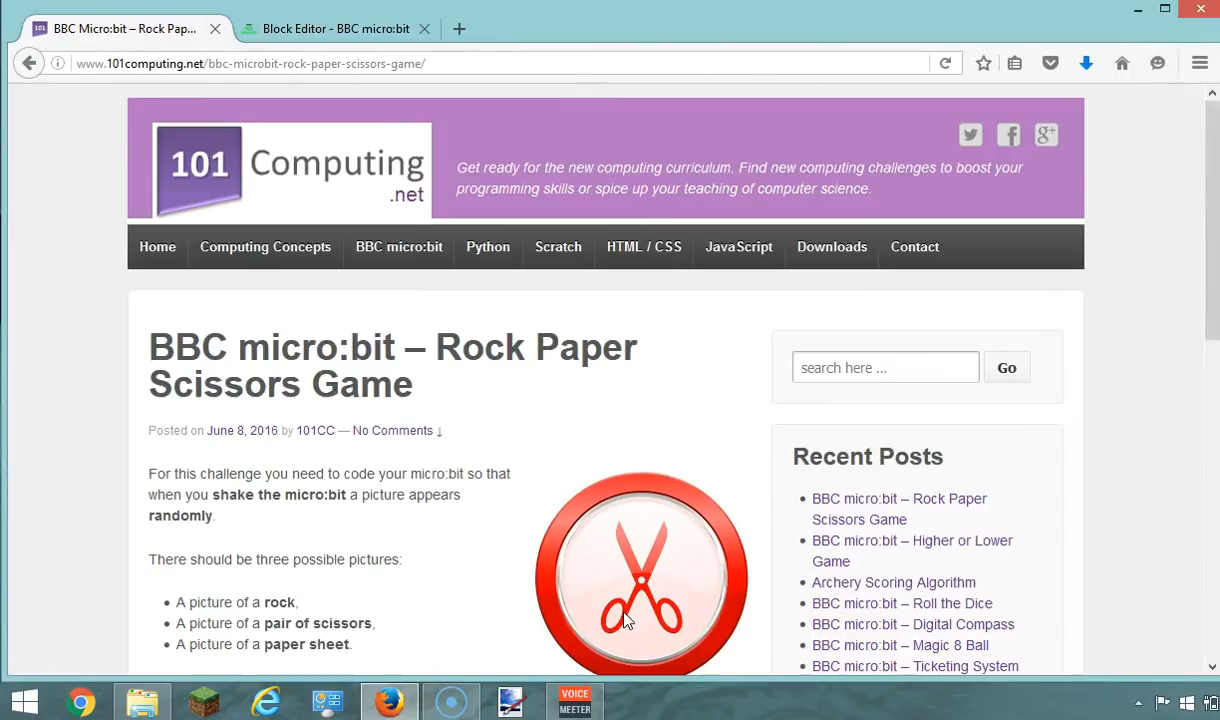 101 BBC Micro:bit – Rock Pap...
Block Editor - BBC micro:bit
www.101computing.net/bbc-microbit-rock-paper-scissors-game/
101 Computing
.net
Get ready for the new computing curriculum. Find new computing challenges to boost your
programming skills or spice up your teaching of computer science.
Home
Computing Concepts
BBC micro:bit
Python
Scratch
HTML / CSS
JavaScript
Downloads
Contact
BBC micro:bit – Rock Paper
Scissors Game
Posted on June 8, 2016 by 101CC — No Comments ↓
For this challenge you need to code your micro:bit so that
when you shake the micro:bit a picture appears
randomly.
There should be three possible pictures:
• A picture of a rock,
• A picture of a pair of scissors,
• A picture of a paper sheet.
search here ...
Go
Recent Posts
• BBC micro:bit – Rock Paper
Scissors Game
• BBC micro:bit – Higher or Lower
Game
• Archery Scoring Algorithm
• BBC micro:bit – Roll the Dice
• BBC micro:bit – Digital Compass
• BBC micro:bit – Magic 8 Ball
• BBC micro:bit – Ticketing System
VOICE
MEETER